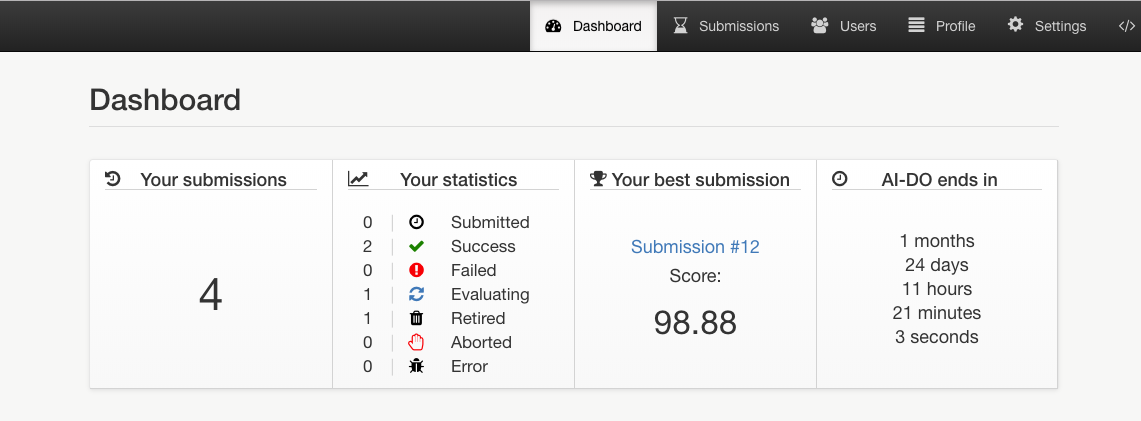 Dashboard Submissions Users Profile Settings
Dashboard
Your submissions
4
Your statistics
0 Submitted
2 Success
0 Failed
1 Evaluating
1 Retired
0 Aborted
0 Error
Your best submission
Submission #12
Score:
98.88
AI-DO ends in
1 months
24 days
11 hours
21 minutes
3 seconds